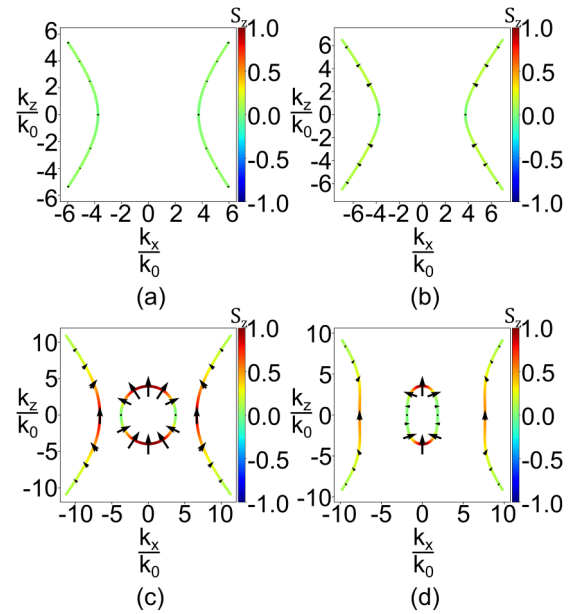 S_z S_z
6 1.0 6 1.0
4 4
2 0.5 2 0.5
k_z/k_0 0 0.0 k_z/k_0 0 0.0
-2 -2
-4 -0.5 -4 -0.5
-6 -1.0 -6 -1.0
-6 -4 -2 0 2 4 6 -6 -4 -2 0 2 4 6
k_x/k_0 k_x/k_0
(a) (b)
S_z S_z
10 1.0 10 1.0
5 0.5 5 0.5
k_z/k_0 0 0.0 k_z/k_0 0 0.0
-5 -0.5 -5 -0.5
-10 -1.0 -10 -1.0
-10 -5 0 5 10 -10 -5 0 5 10
k_x/k_0 k_x/k_0
(c) (d)